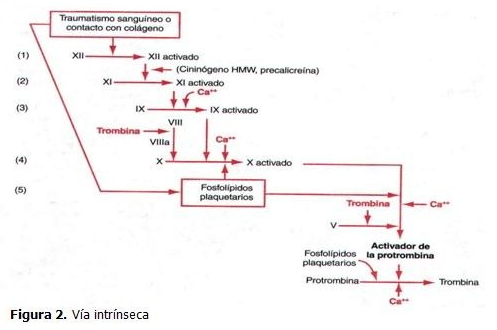 Traumatismo sanguíneo o
contacto con colágeno
(1) XII XII activado
(Cininógeno HMW, precalicreína)
(2) XI XI activado
Ca++
(3) IX IX activado
VIII
Trombina
VIIIa
Ca++
(4) X X activado
(5) Fosfolípidos
plaquetarios
Trombina Ca++
V
Activador de
la protrombina
Fosfolípidos
plaquetarios
Protrombina Trombina
Ca++
Figura 2. Vía intrínseca